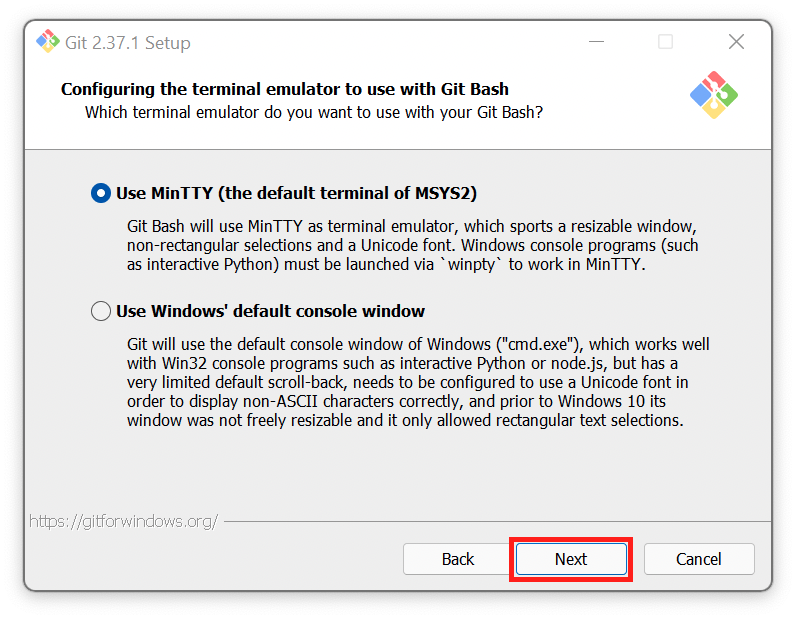 Git 2.37.1 Setup
Configuring the terminal emulator to use with Git Bash
Which terminal emulator do you want to use with your Git Bash?
Use MinTTY (the default terminal of MSYS2)
Git Bash will use MinTTY as terminal emulator, which sports a resizable window,
non-rectangular selections and a Unicode font. Windows console programs (such
as interactive Python) must be launched via `winpty` to work in MinTTY.
Use Windows' default console window
Git will use the default console window of Windows ("cmd.exe"), which works well
with Win32 console programs such as interactive Python or node.js, but has a
very limited default scroll-back, needs to be configured to use a Unicode font in
order to display non-ASCII characters correctly, and prior to Windows 10 its
window was not freely resizable and it only allowed rectangular text selections.
https://gitforwindows.org/
Back Next Cancel